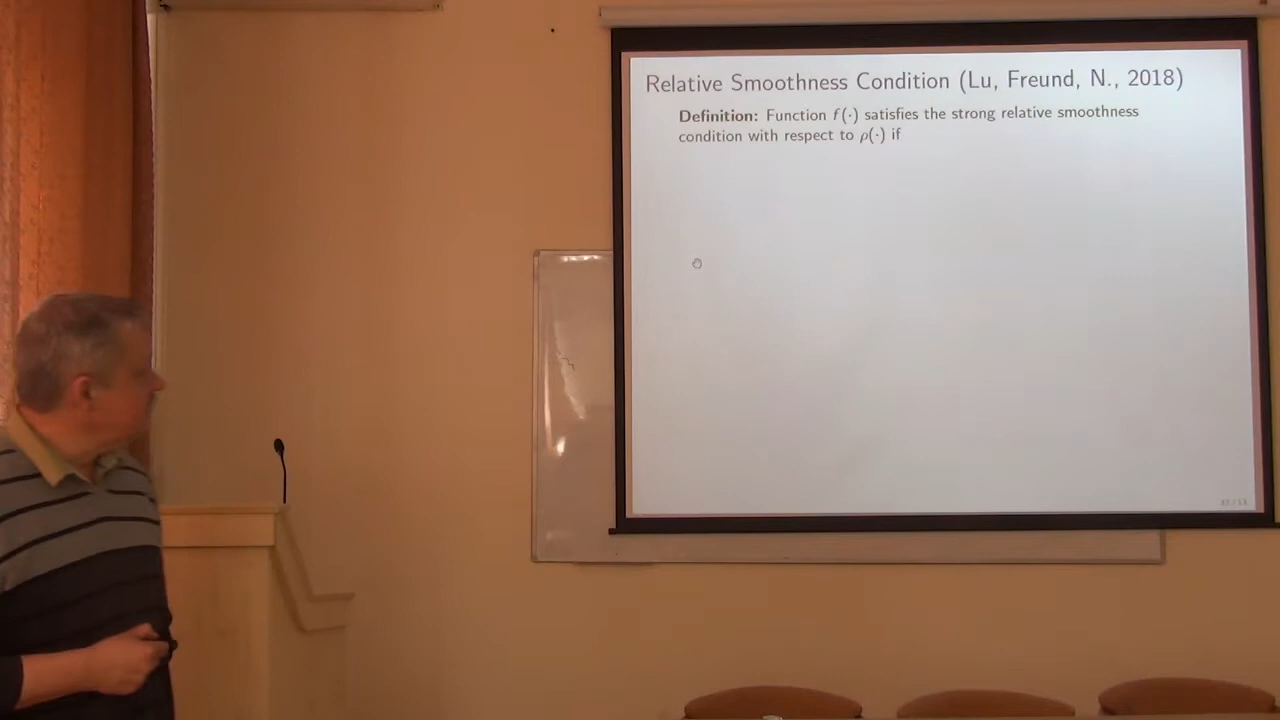 Relative Smoothness Condition (Lu, Freund, N., 2018)
Definition: Function f(·) satisfies the strong relative smoothness
condition with respect to ρ(·) if